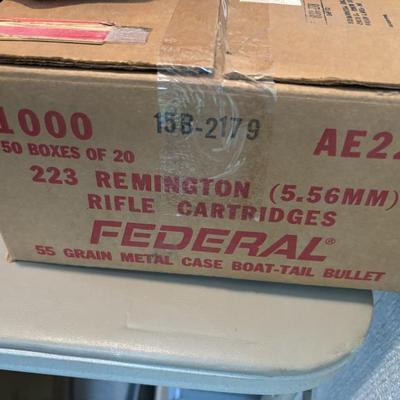 1000 15B-2179 AE22
50 BOXES OF 20
223 REMINGTON (5.56MM)
RIFLE CARTRIDGES
FEDERAL®
55 GRAIN METAL CASE BOAT-TAIL BULLET